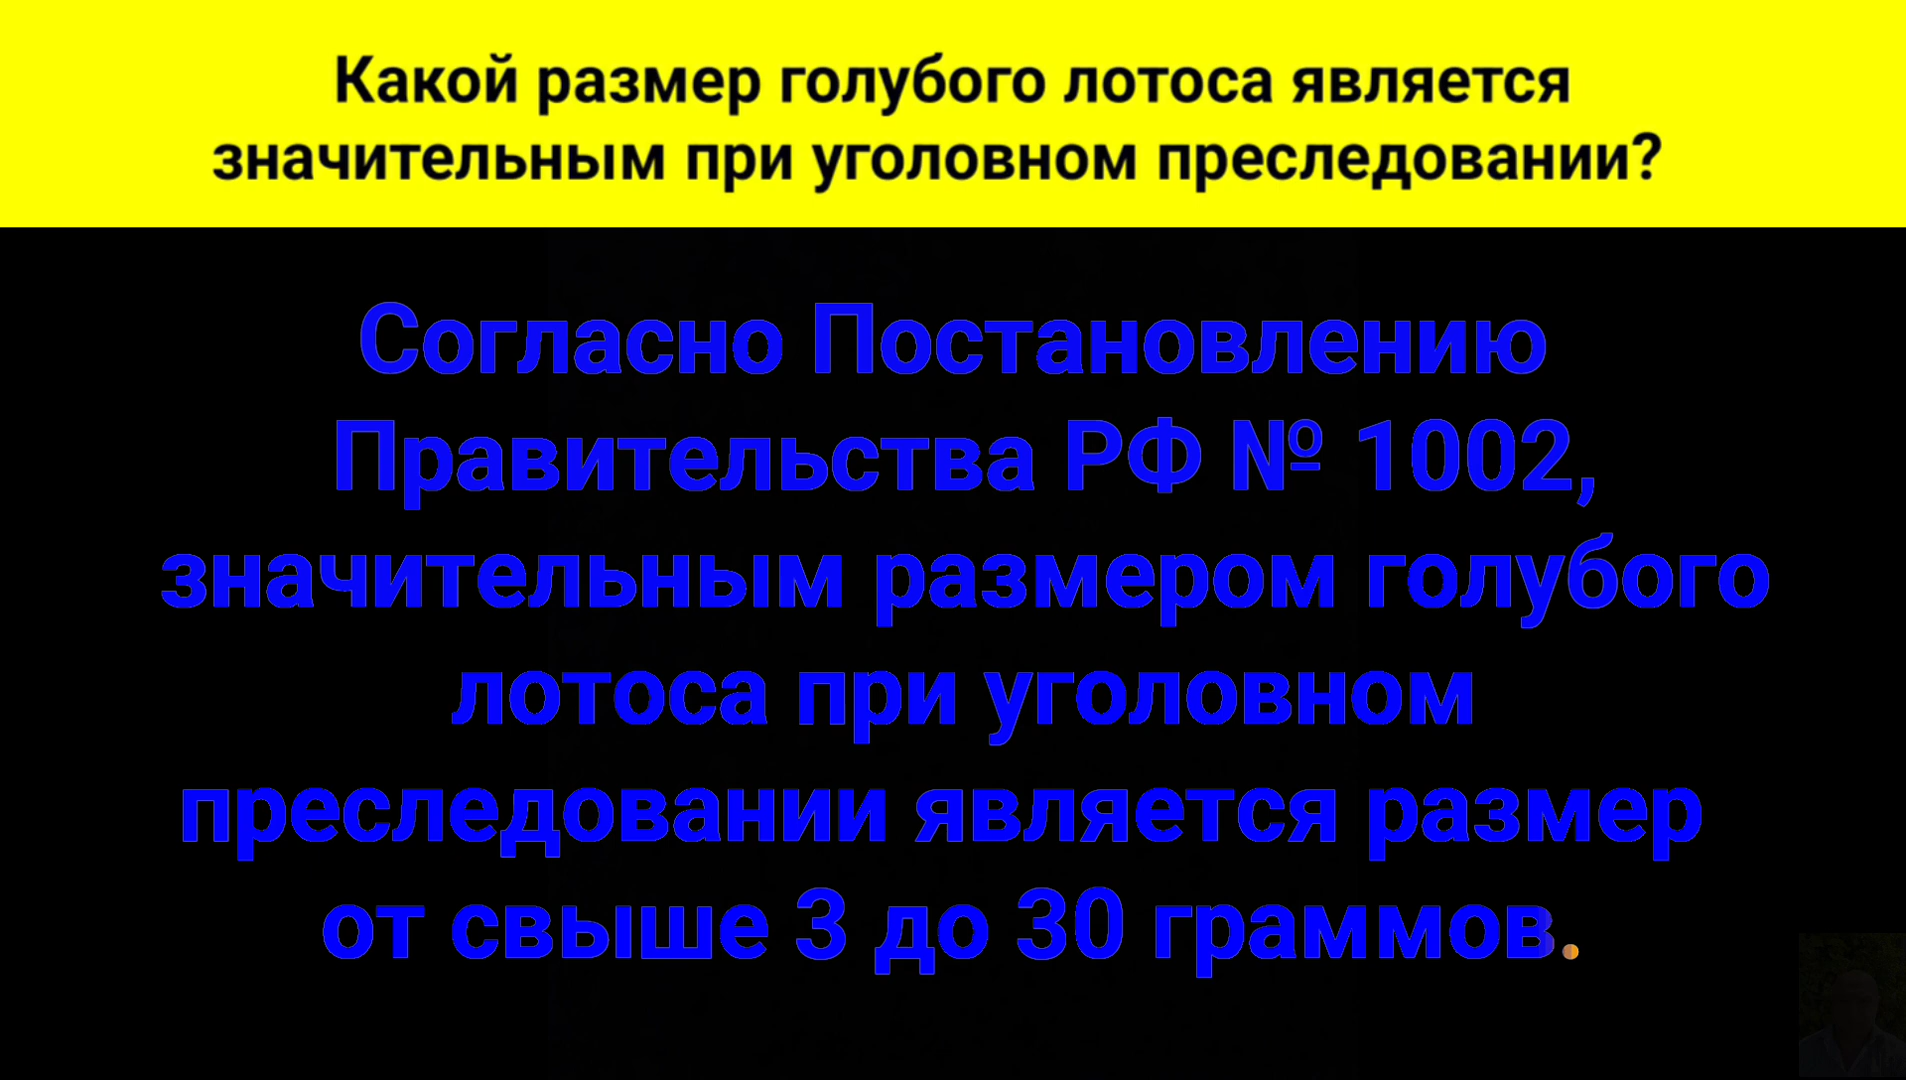 Какой размер голубого лотоса является
значительным при уголовном преследовании?
Согласно Постановлению
Правительства РФ № 1002,
значительным размером голубого
лотоса при уголовном
преследовании является размер
от свыше 3 до 30 граммов.